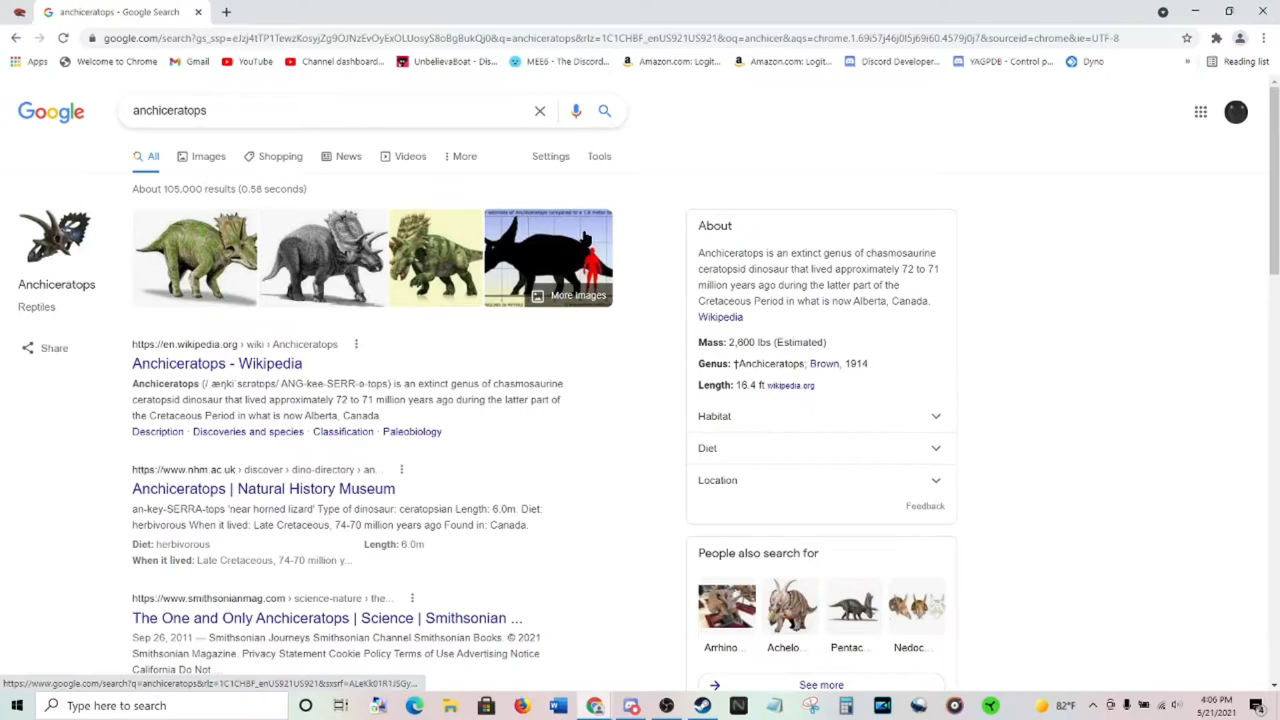 anchiceratops - Google Search
google.com/search?gs_ssp=eJzj4tTP1TewzKosyjZg9OJNzEvOyExOLUosyS8oBgBukQj0&q=anchiceratops&rlz=1C1CHBF_enUS921US921&oq=anchicer&aqs=chrome.1.69i57j46j0l5j69i60.4579j0j7&sourceid=chrome&ie=UTF-8
Apps Welcome to Chrome Gmail YouTube Channel dashboard... UnbelievaBoat - Dis... MEE6 - The Discord... Amazon.com: Logit... Amazon.com: Logit... Discord Developer... YAGPDB - Control p... Dyno » Reading list
Google anchiceratops
All Images Shopping News Videos More Settings Tools
About 105,000 results (0.58 seconds)
Anchiceratops
Reptiles
Share
More images
https://en.wikipedia.org › wiki › Anchiceratops
Anchiceratops - Wikipedia
Anchiceratops (/ˌæŋkiˈsɛrətɒps/ ANG-kee-SERR-ə-tops) is an extinct genus of chasmosaurine
ceratopsid dinosaur that lived approximately 72 to 71 million years ago during the latter part of
the Cretaceous Period in what is now Alberta, Canada.
Description · Discoveries and species · Classification · Paleobiology
https://www.nhm.ac.uk › discover › dino-directory › an...
Anchiceratops | Natural History Museum
an-key-SERRA-tops 'near horned lizard' Type of dinosaur: ceratopsian Length: 6.0m. Diet:
herbivorous When it lived: Late Cretaceous, 74-70 million years ago Found in: Canada.
Diet: herbivorous Length: 6.0m
When it lived: Late Cretaceous, 74-70 million y...
https://www.smithsonianmag.com › science-nature › the...
The One and Only Anchiceratops | Science | Smithsonian ...
Sep 26, 2011 — Smithsonian Journeys Smithsonian Channel Smithsonian Books. © 2021
Smithsonian Magazine. Privacy Statement Cookie Policy Terms of Use Advertising Notice
California Do Not
About
Anchiceratops is an extinct genus of chasmosaurine
ceratopsid dinosaur that lived approximately 72 to 71
million years ago during the latter part of the
Cretaceous Period in what is now Alberta, Canada.
Wikipedia
Mass: 2,600 lbs (Estimated)
Genus: †Anchiceratops; Brown, 1914
Length: 16.4 ft wikipedia.org
Habitat
Diet
Location
Feedback
People also search for
Arrhino... Achelo... Pentac... Nedoc...
See more
https://www.google.com/search?q=anchiceratops&rlz=1C1CHBF_enUS921US921&sxsrf=ALeKk01R1JSGy...
Type here to search
82°F
4:06 PM
5/21/2021